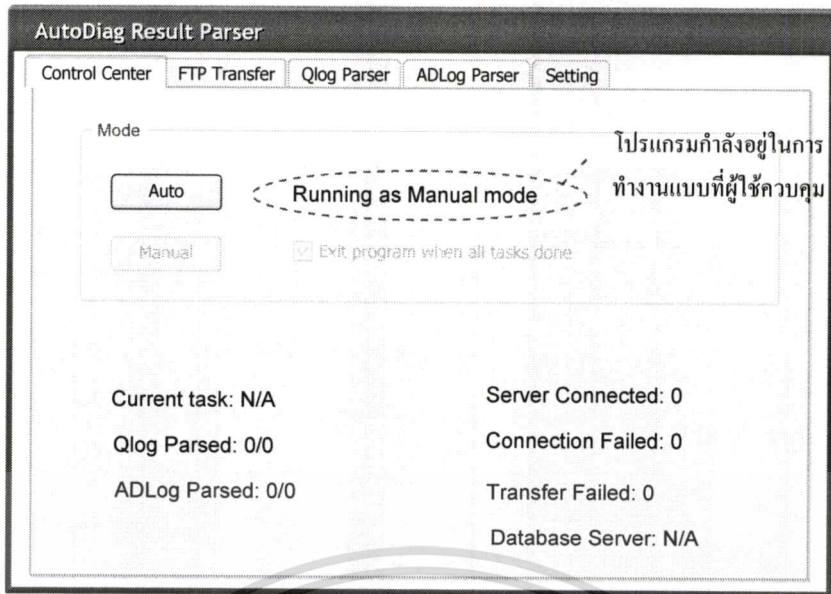 AutoDiag Result Parser
Control Center FTP Transfer Qlog Parser ADLog Parser Setting
Mode
Auto
Running as Manual mode
โปรแกรมกำลังอยู่ในการ
ทำงานแบบที่ผู้ใช้ควบคุม
Manual
Exit program when all tasks done
Current task: N/A
Qlog Parsed: 0/0
ADLog Parsed: 0/0
Server Connected: 0
Connection Failed: 0
Transfer Failed: 0
Database Server: N/A